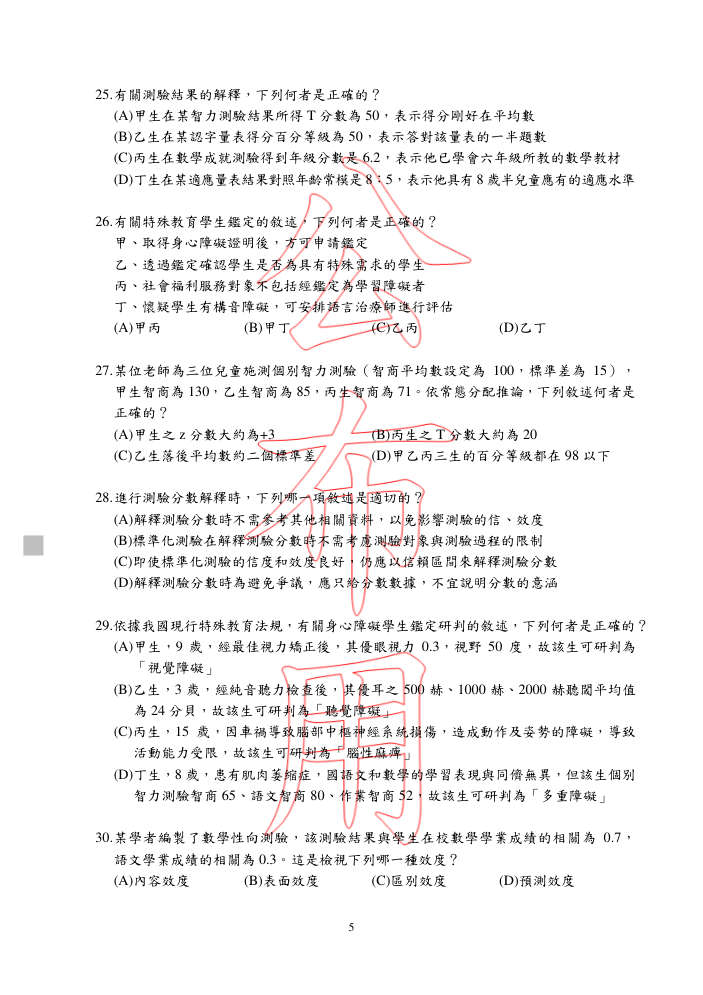 25.有關測驗結果的解釋，下列何者是正確的？
(A)甲生在某智力測驗結果所得 T 分數為 50，表示得分剛好在平均數
(B)乙生在某認字量表得分百分等級為 50，表示答對該量表的一半題數
(C)丙生在數學成就測驗得到年級分數是 6.2，表示他已學會六年級所教的數學教材
(D)丁生在某適應量表結果對照年齡常模是 8：5，表示他具有 8 歲半兒童應有的適應水準
26.有關特殊教育學生鑑定的敘述，下列何者是正確的？
甲、取得身心障礙證明後，方可申請鑑定
乙、透過鑑定確認學生是否為具有特殊需求的學生
丙、社會福利服務對象不包括經鑑定為學習障礙者
丁、懷疑學生有構音障礙，可安排語言治療師進行評估
(A)甲丙 (B)甲丁 (C)乙丙 (D)乙丁
27.某位老師為三位兒童施測個別智力測驗（智商平均數設定為 100，標準差為 15），
甲生智商為 130，乙生智商為 85，丙生智商為 71。依常態分配推論，下列敘述何者是
正確的？
(A)甲生之 z 分數大約為+3 (B)丙生之 T 分數大約為 20
(C)乙生落後平均數約二個標準差 (D)甲乙丙三生的百分等級都在 98 以下
28.進行測驗分數解釋時，下列哪一項敘述是適切的？
(A)解釋測驗分數時不需參考其他相關資料，以免影響測驗的信、效度
(B)標準化測驗在解釋測驗分數時不需考慮測驗對象與測驗過程的限制
(C)即使標準化測驗的信度和效度良好，仍應以信賴區間來解釋測驗分數
(D)解釋測驗分數時為避免爭議，應只給分數數據，不宜說明分數的意涵
29.依據我國現行特殊教育法規，有關身心障礙學生鑑定研判的敘述，下列何者是正確的？
(A)甲生，9 歲，經最佳視力矯正後，其優眼視力 0.3，視野 50 度，故該生可研判為
「視覺障礙」
(B)乙生，3 歲，經純音聽力檢查後，其優耳之 500 赫、1000 赫、2000 赫聽閾平均值
為 24 分貝，故該生可研判為「聽覺障礙」
(C)丙生，15 歲，因車禍導致腦部中樞神經系統損傷，造成動作及姿勢的障礙，導致
活動能力受限，故該生可研判為「腦性麻痺」
(D)丁生，8 歲，患有肌肉萎縮症，國語文和數學的學習表現與同儕無異，但該生個別
智力測驗智商 65、語文智商 80、作業智商 52，故該生可研判為「多重障礙」
30.某學者編製了數學性向測驗，該測驗結果與學生在校數學學業成績的相關為 0.7，
語文學業成績的相關為 0.3。這是檢視下列哪一種效度？
(A)內容效度 (B)表面效度 (C)區別效度 (D)預測效度
公布用
5